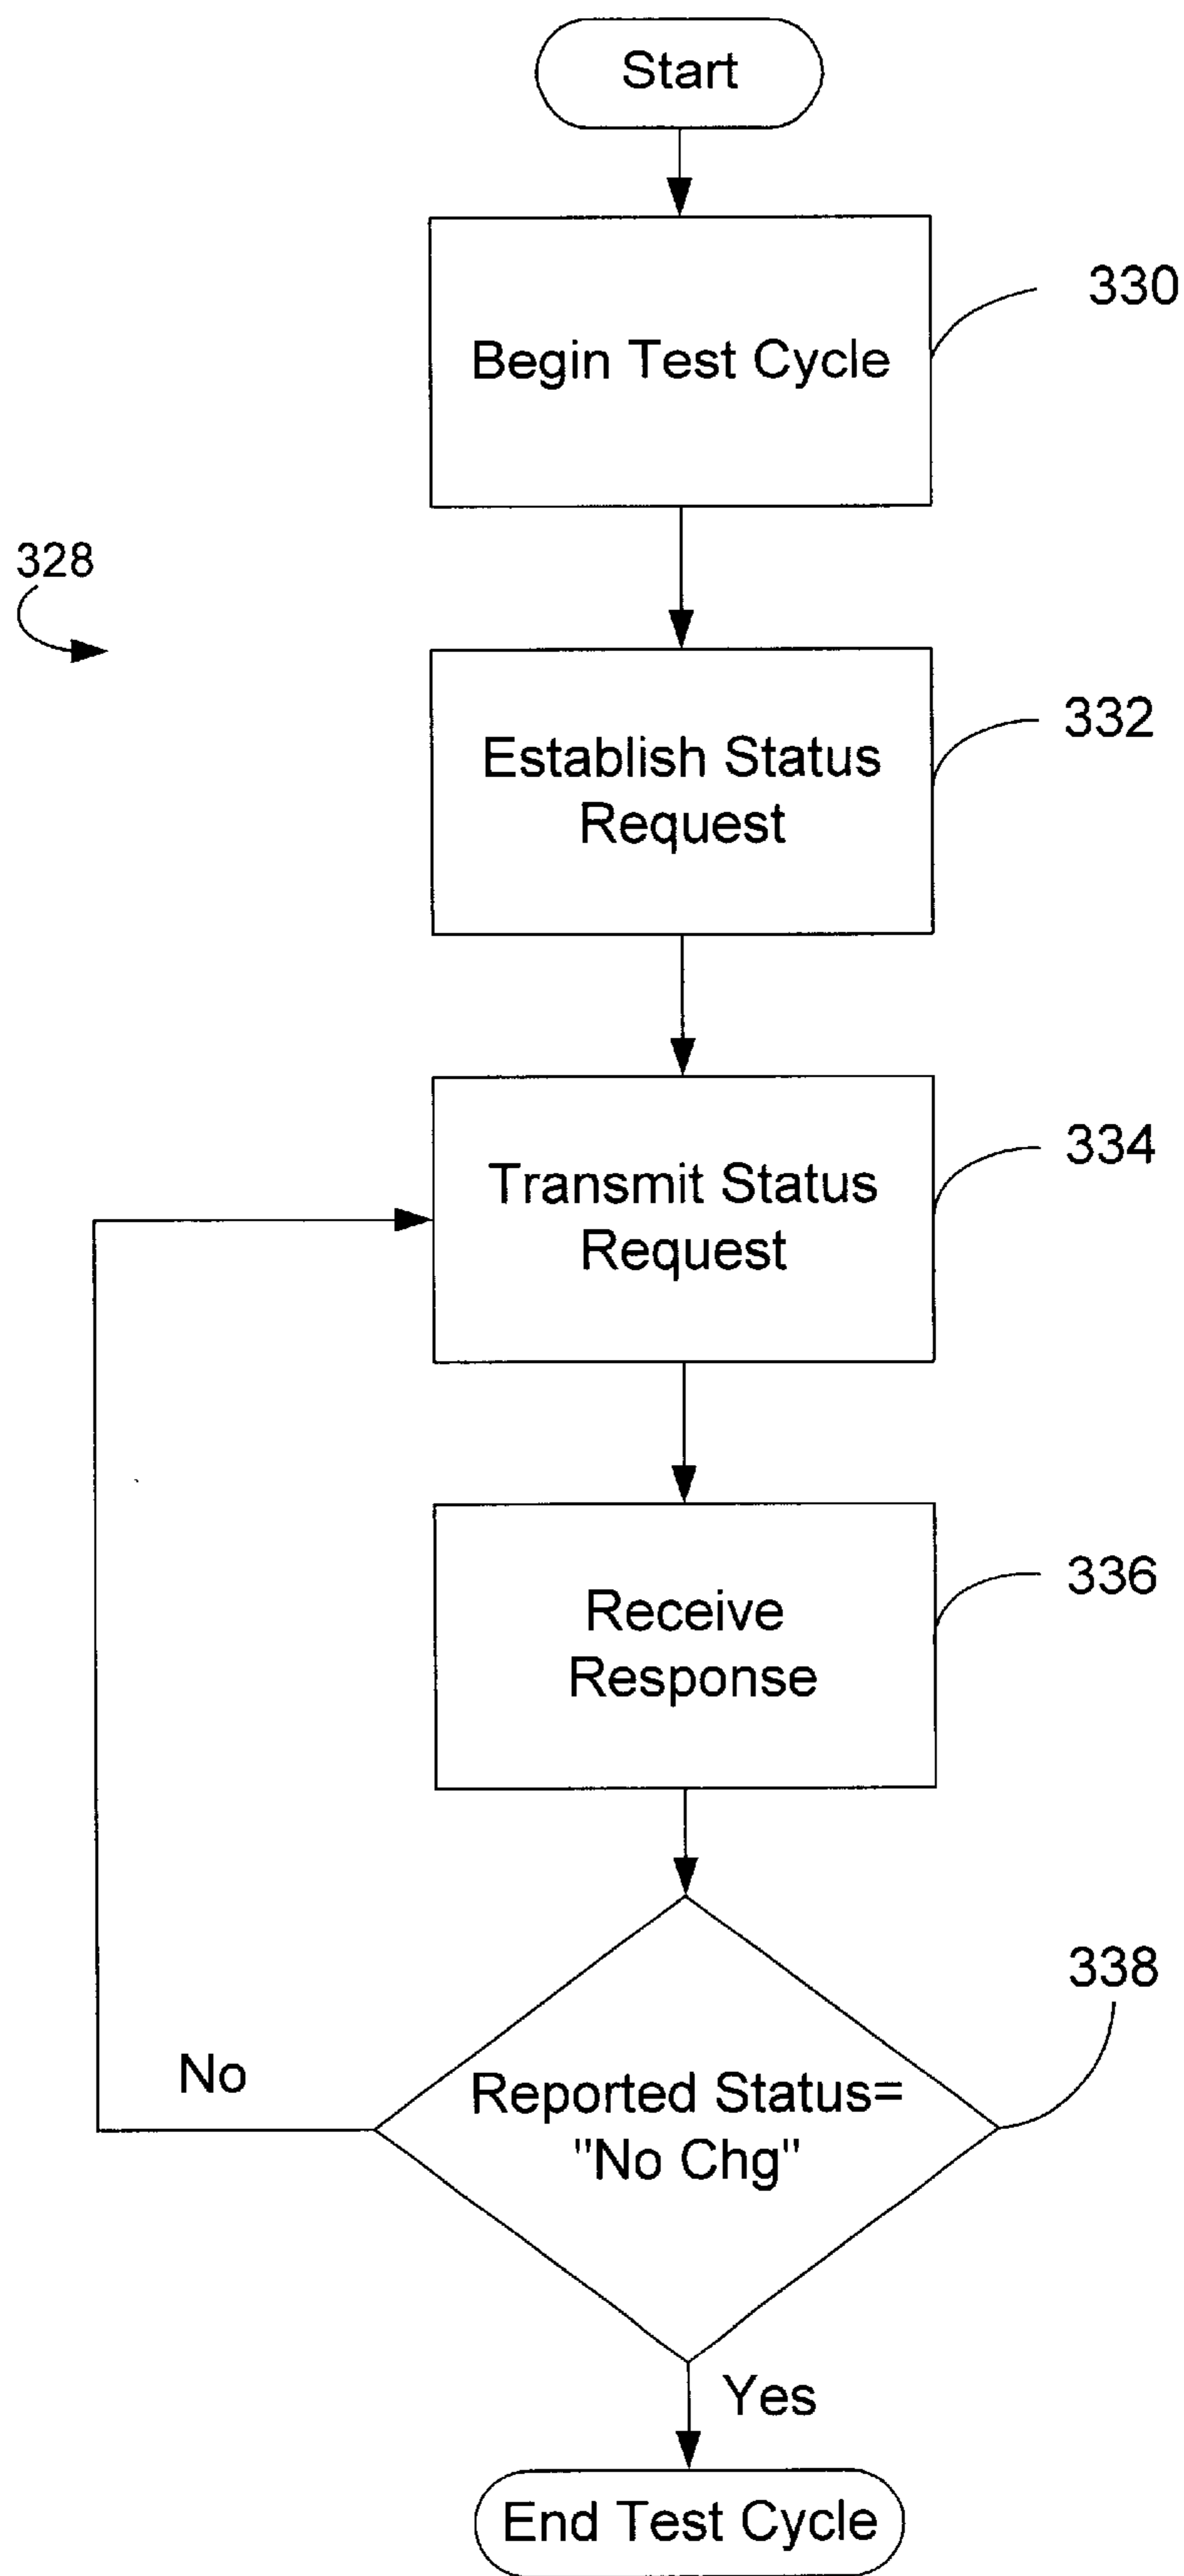 Start
330
Begin Test Cycle
328
332
Establish Status
Request
334
Transmit Status
Request
336
Receive
Response
338
No
Reported Status=
"No Chg"
Yes
End Test Cycle